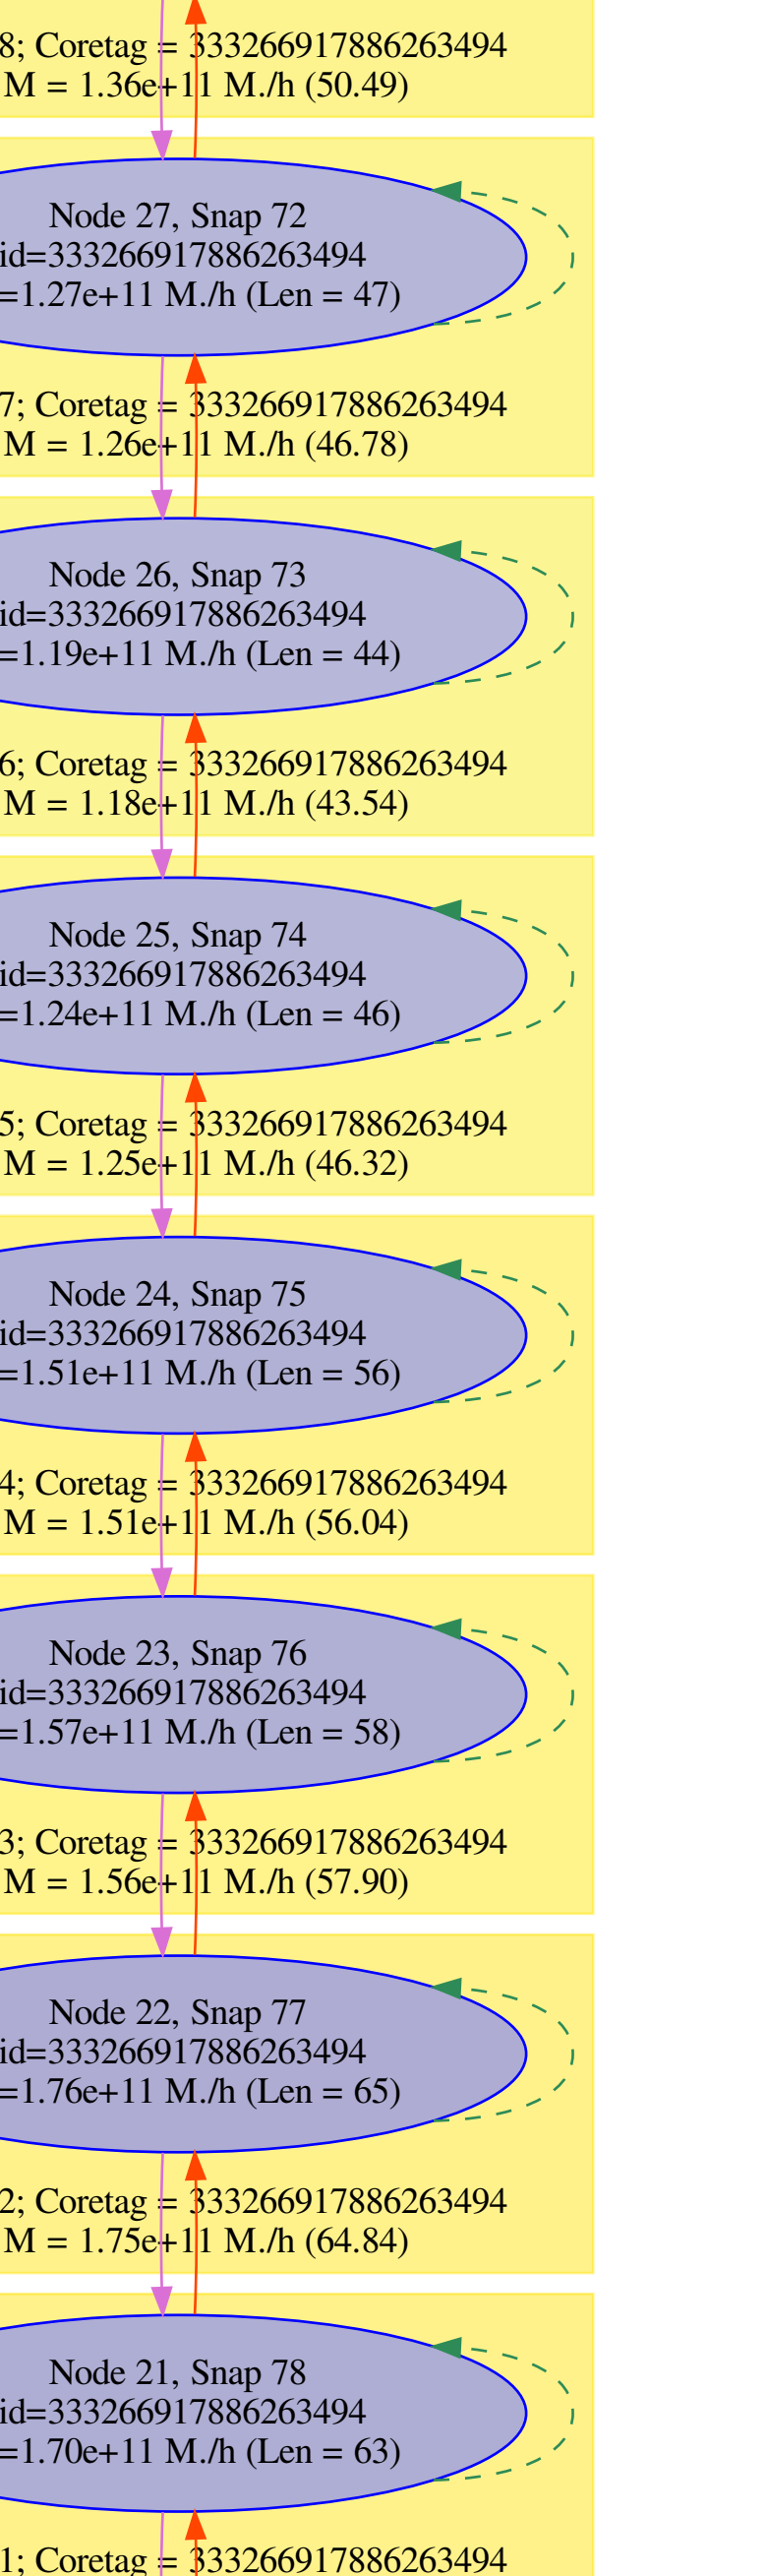 8; Coretag = 333266917886263494
M = 1.36e+11 M./h (50.49)
Node 27, Snap 72
id=333266917886263494
=1.27e+11 M./h (Len = 47)
7; Coretag = 333266917886263494
M = 1.26e+11 M./h (46.78)
Node 26, Snap 73
id=333266917886263494
=1.19e+11 M./h (Len = 44)
6; Coretag = 333266917886263494
M = 1.18e+11 M./h (43.54)
Node 25, Snap 74
id=333266917886263494
=1.24e+11 M./h (Len = 46)
5; Coretag = 333266917886263494
M = 1.25e+11 M./h (46.32)
Node 24, Snap 75
id=333266917886263494
=1.51e+11 M./h (Len = 56)
4; Coretag = 333266917886263494
M = 1.51e+11 M./h (56.04)
Node 23, Snap 76
id=333266917886263494
=1.57e+11 M./h (Len = 58)
3; Coretag = 333266917886263494
M = 1.56e+11 M./h (57.90)
Node 22, Snap 77
id=333266917886263494
=1.76e+11 M./h (Len = 65)
2; Coretag = 333266917886263494
M = 1.75e+11 M./h (64.84)
Node 21, Snap 78
id=333266917886263494
=1.70e+11 M./h (Len = 63)
1; Coretag = 333266917886263494